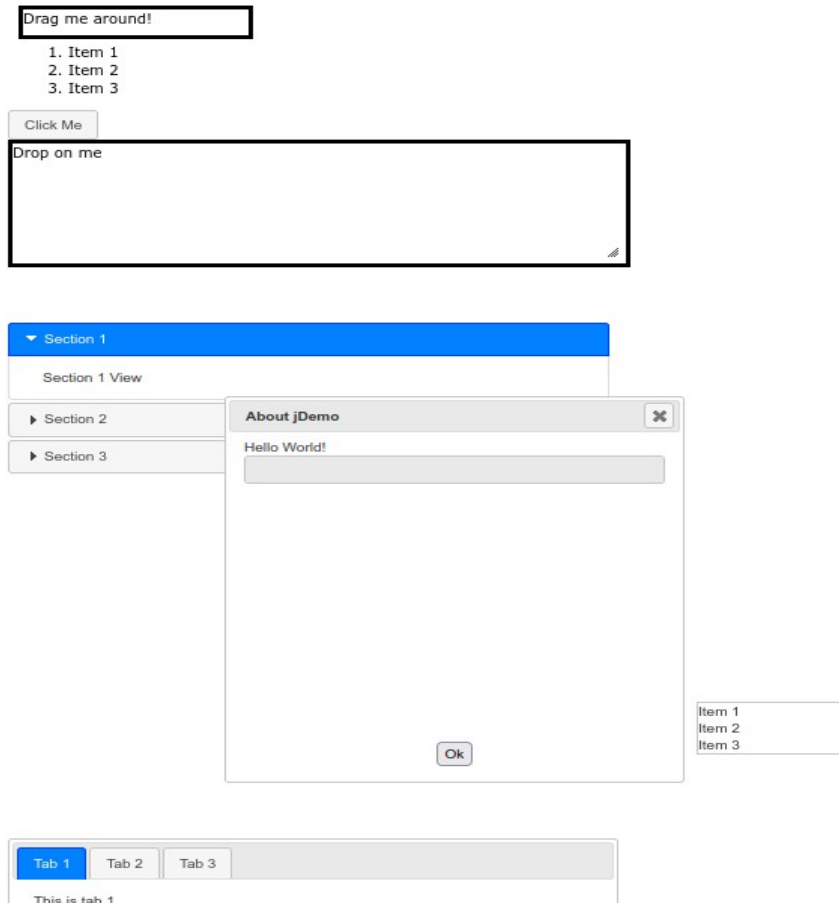 Drag me around!
1. Item 1
2. Item 2
3. Item 3
Click Me
Drop on me
Section 1
Section 1 View
Section 2
Section 3
About jDemo
Hello World!
Ok
Item 1
Item 2
Item 3
Tab 1 Tab 2 Tab 3
This is tab 1